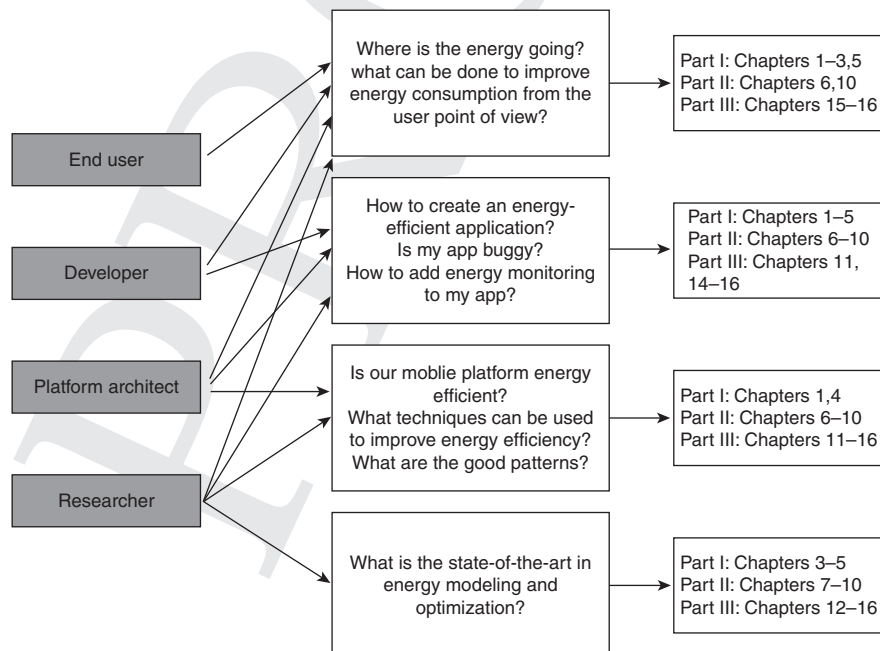 Where is the energy going?
what can be done to improve
energy consumption from the
user point of view?
Part I: Chapters 1–3,5
Part II: Chapters 6,10
Part III: Chapters 15–16
End user
How to create an energy-
efficient application?
Is my app buggy?
How to add energy monitoring
to my app?
Part I: Chapters 1–5
Part II: Chapters 6–10
Part III: Chapters 11,
14–16
Developer
Platform architect
Is our moblie platform energy
efficient?
What techniques can be used
to improve energy efficiency?
What are the good patterns?
Part I: Chapters 1,4
Part II: Chapters 6–10
Part III: Chapters 11–16
Researcher
What is the state-of-the-art in
energy modeling and
optimization?
Part I: Chapters 3–5
Part II: Chapters 7–10
Part III: Chapters 12–16